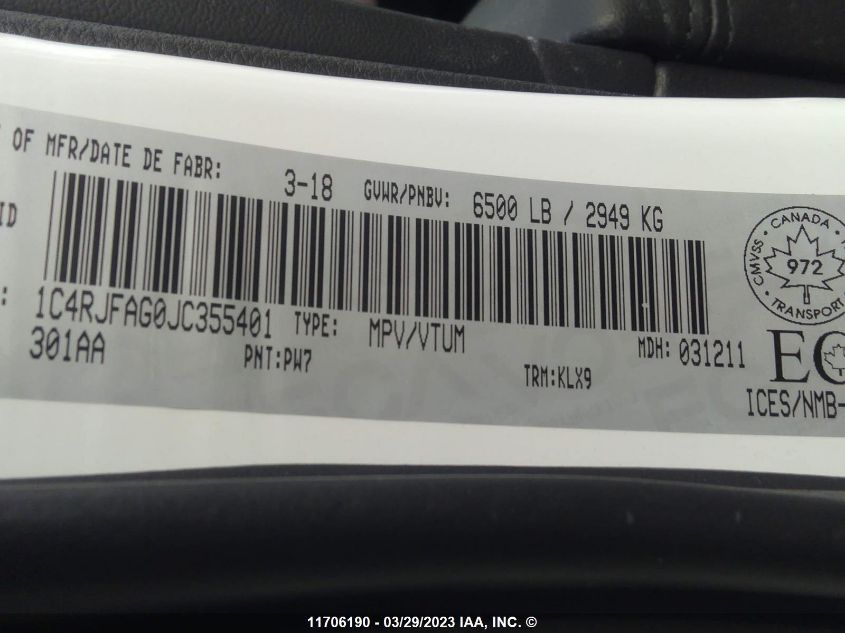 OF MFR/DATE DE FABR: 3-18 GVWR/PNBV: 6500 LB / 2949 KG
ID
1C4RJFAG0JC355401 TYPE: MPV/VTUM MDH: 031211
301AA PNT:PW7 TRM:KLX9
CMVSS · CANADA ·
972
TRANSPORT
EC
ICES/NMB-
11706190 - 03/29/2023 IAA, INC. ©